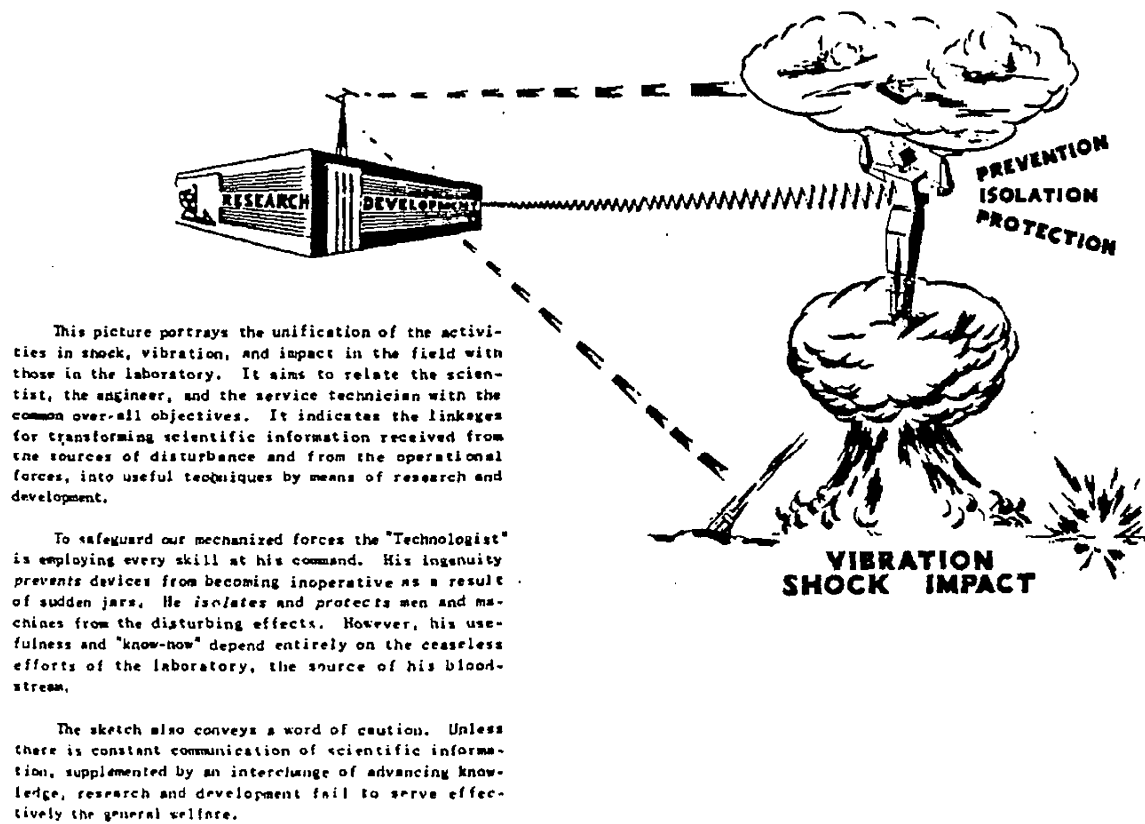 RESEARCH DEVELOPMENT
PREVENTION
ISOLATION
PROTECTION
VIBRATION
SHOCK IMPACT
This picture portrays the unification of the activi-
ties in shock, vibration, and impact in the field with
those in the laboratory. It aims to relate the scien-
tist, the engineer, and the service technician with the
common over-all objectives. It indicates the linkages
for transforming scientific information received from
the sources of disturbance and from the operational
forces, into useful techniques by means of research and
development.
To safeguard our mechanized forces the "Technologist"
is employing every skill at his command. His ingenuity
prevents devices from becoming inoperative as a result
of sudden jars. He isolates and protects men and ma-
chines from the disturbing effects. However, his use-
fulness and "know-how" depend entirely on the ceaseless
efforts of the laboratory, the source of his blood-
stream.
The sketch also conveys a word of caution. Unless
there is constant communication of scientific informa-
tion, supplemented by an interchange of advancing know-
ledge, research and development fail to serve effec-
tively the general welfare.